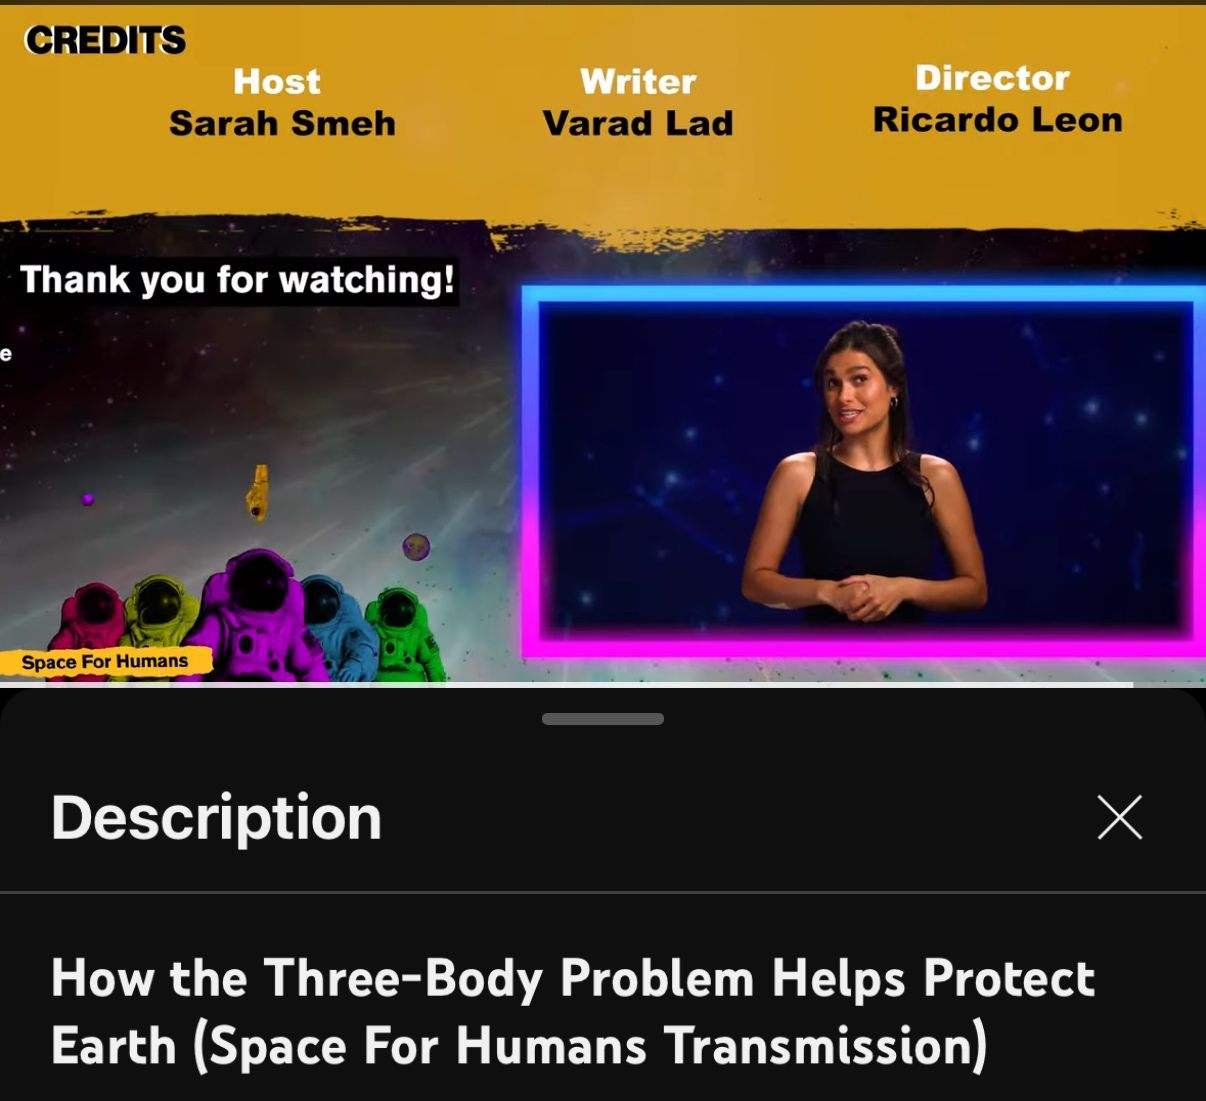 CREDITS
Host
Sarah Smeh
Writer
Varad Lad
Director
Ricardo Leon
Thank you for watching!
e
Space For Humans
Description
How the Three-Body Problem Helps Protect
Earth (Space For Humans Transmission)